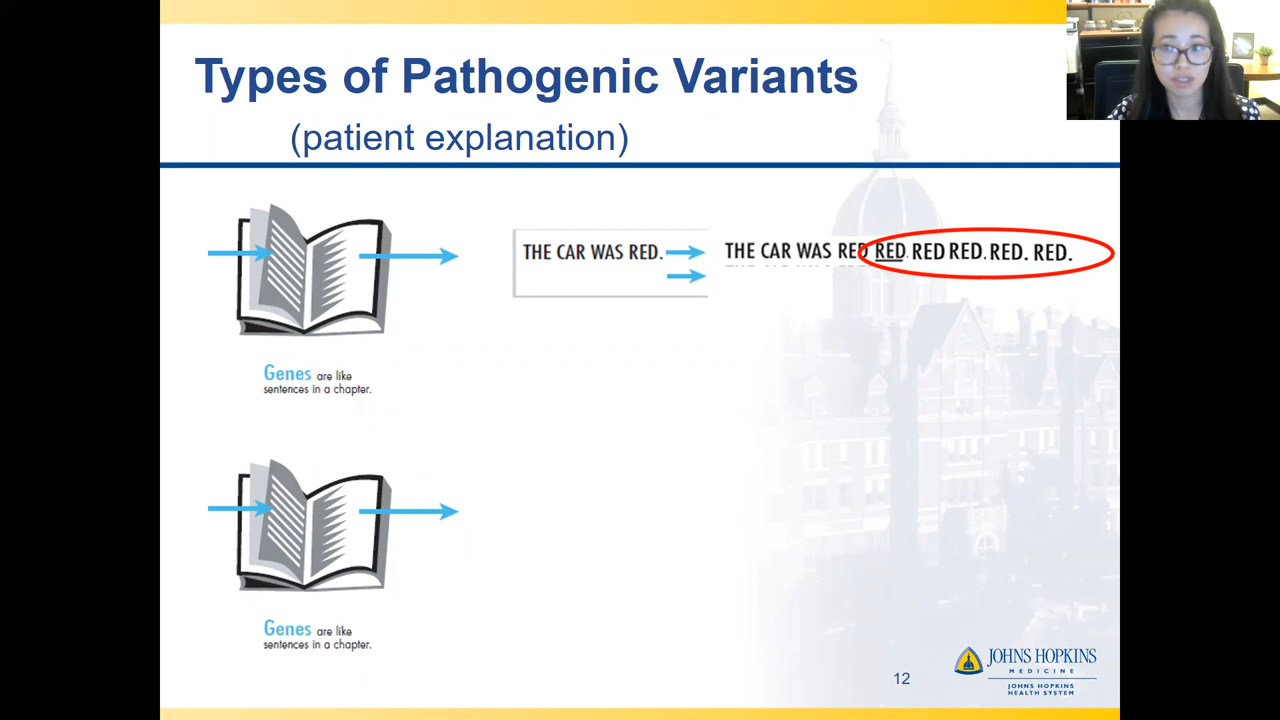 Types of Pathogenic Variants
(patient explanation)
THE CAR WAS RED.
THE CAR WAS RED RED. RED RED. RED. RED.
Genes are like
sentences in a chapter.
Genes are like
sentences in a chapter.
12
JOHNS HOPKINS
MEDICINE
JOHNS HOPKINS
HEALTH SYSTEM